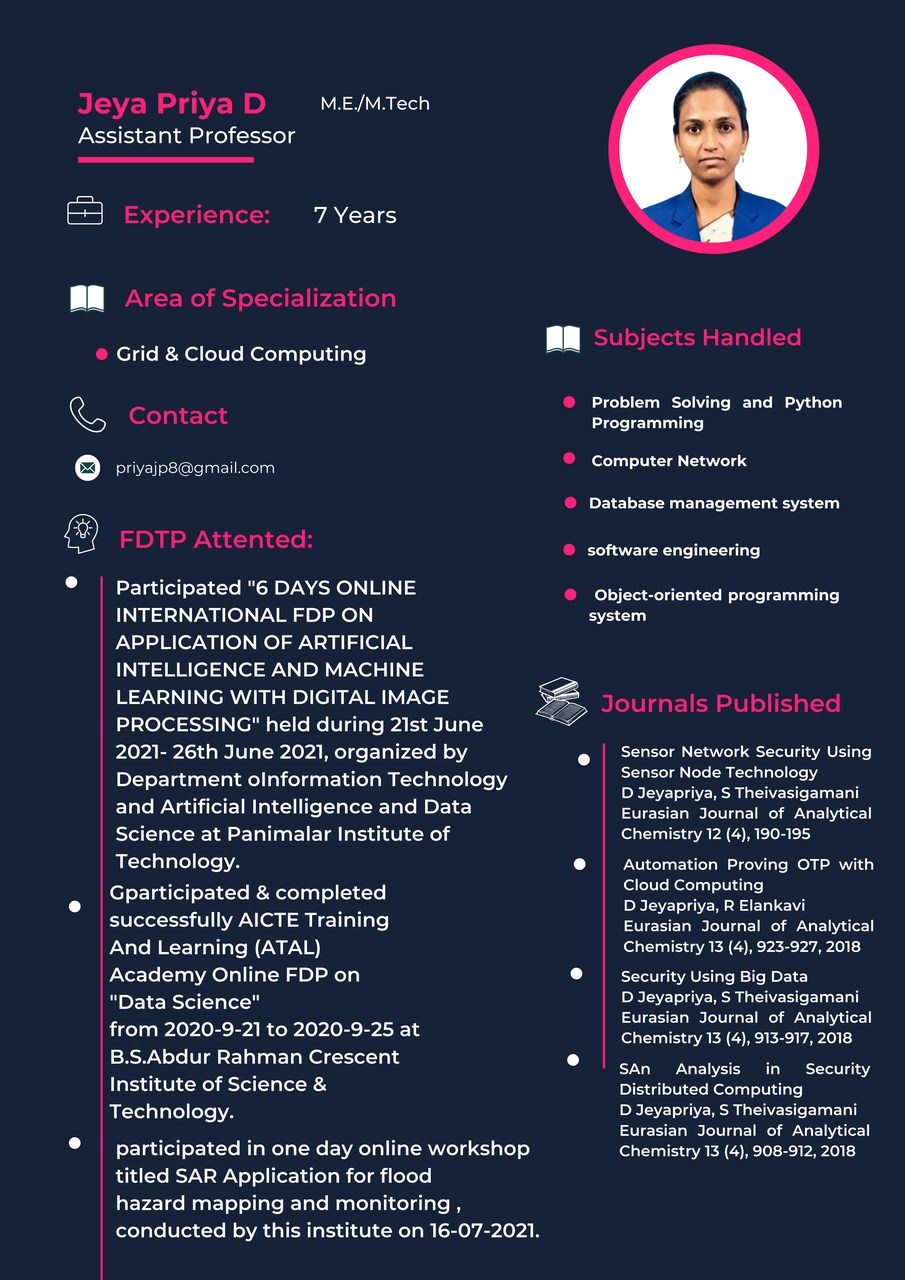 Jeya Priya D
M.E./M.Tech
Assistant Professor
Experience:
7 Years
Area of Specialization
Grid & Cloud Computing
Contact
priyajp8@gmail.com
FDTP Attented:
Participated "6 DAYS ONLINE
INTERNATIONAL FDP ON
APPLICATION OF ARTIFICIAL
INTELLIGENCE AND MACHINE
LEARNING WITH DIGITAL IMAGE
PROCESSING" held during 21st June
2021- 26th June 2021, organized by
Department oInformation Technology
and Artificial Intelligence and Data
Science at Panimalar Institute of
Technology.
Gparticipated & completed
successfully AICTE Training
And Learning (ATAL)
Academy Online FDP on
"Data Science"
from 2020-9-21 to 2020-9-25 at
B.S.Abdur Rahman Crescent
Institute of Science &
Technology.
participated in one day online workshop
titled SAR Application for flood
hazard mapping and monitoring ,
conducted by this institute on 16-07-2021.
Subjects Handled
Problem Solving and Python
Programming
Computer Network
Database management system
software engineering
Object-oriented programming
system
Journals Published
Sensor Network Security Using
Sensor Node Technology
D Jeyapriya, S Theivasigamani
Eurasian Journal of Analytical
Chemistry 12 (4), 190-195
Automation Proving OTP with
Cloud Computing
D Jeyapriya, R Elankavi
Eurasian Journal of Analytical
Chemistry 13 (4), 923-927, 2018
Security Using Big Data
D Jeyapriya, S Theivasigamani
Eurasian Journal of Analytical
Chemistry 13 (4), 913-917, 2018
SAn Analysis in Security
Distributed Computing
D Jeyapriya, S Theivasigamani
Eurasian Journal of Analytical
Chemistry 13 (4), 908-912, 2018